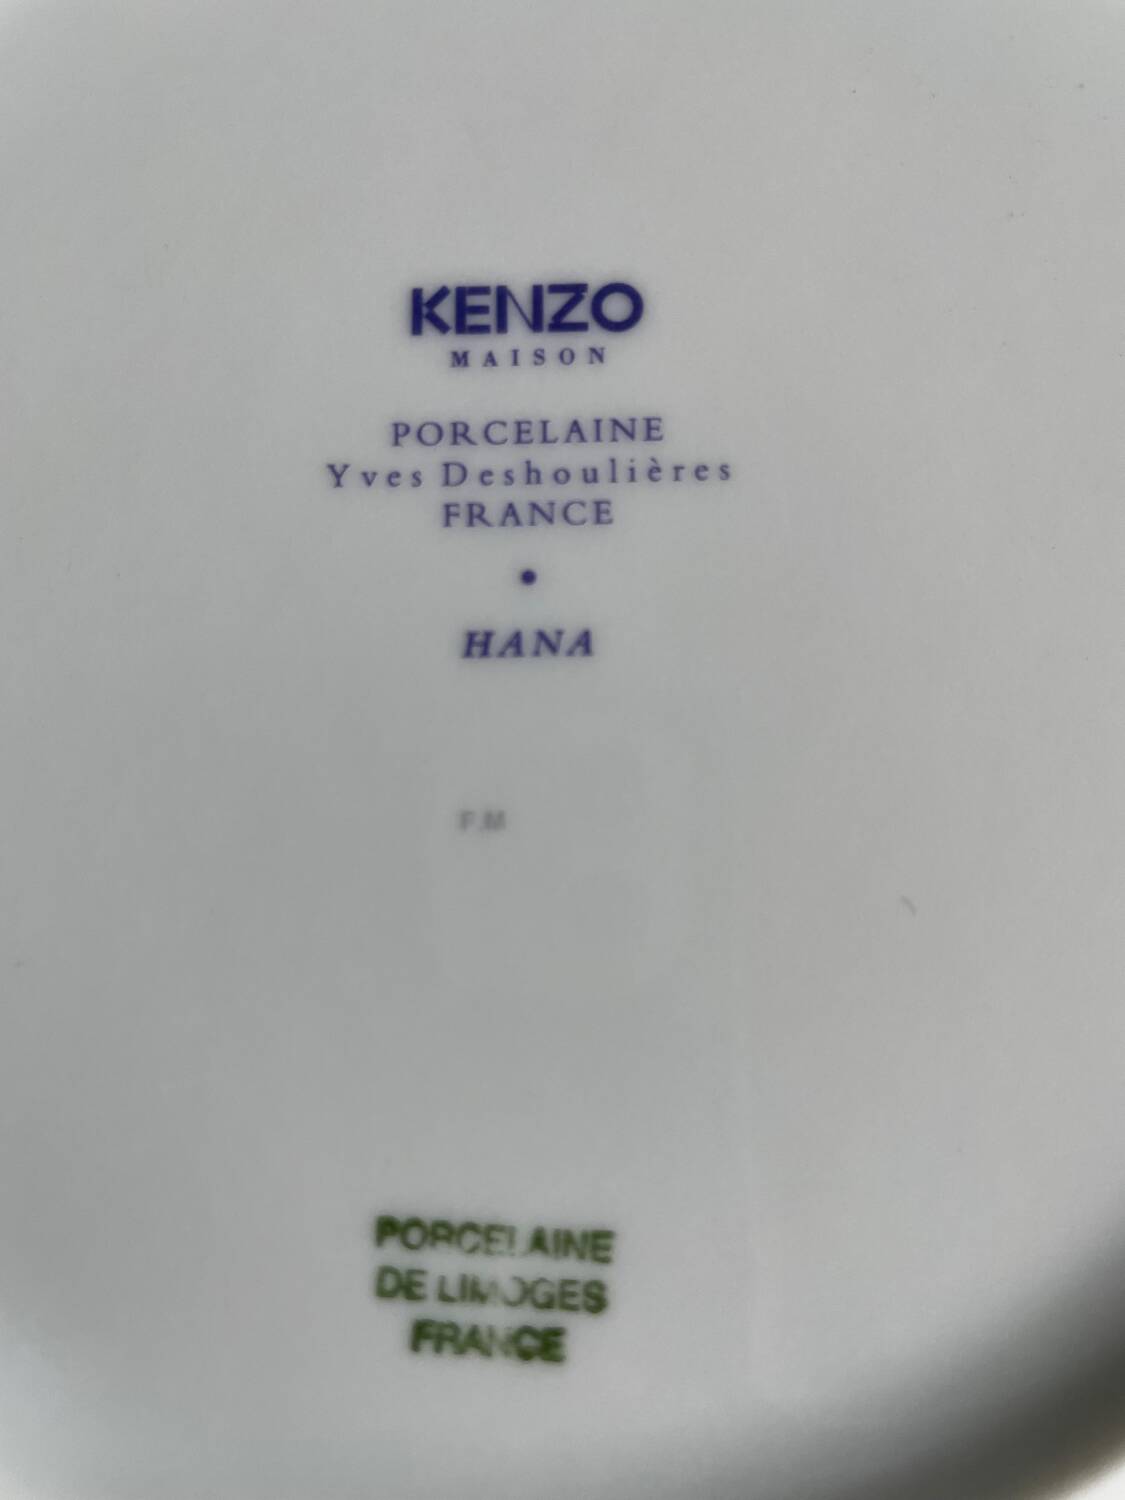 KENZO
MAISON
PORCELAINE
Yves Deshoulières
FRANCE
•
HANA
F.M
PORCELAINE
DE LIMOGES
FRANCE